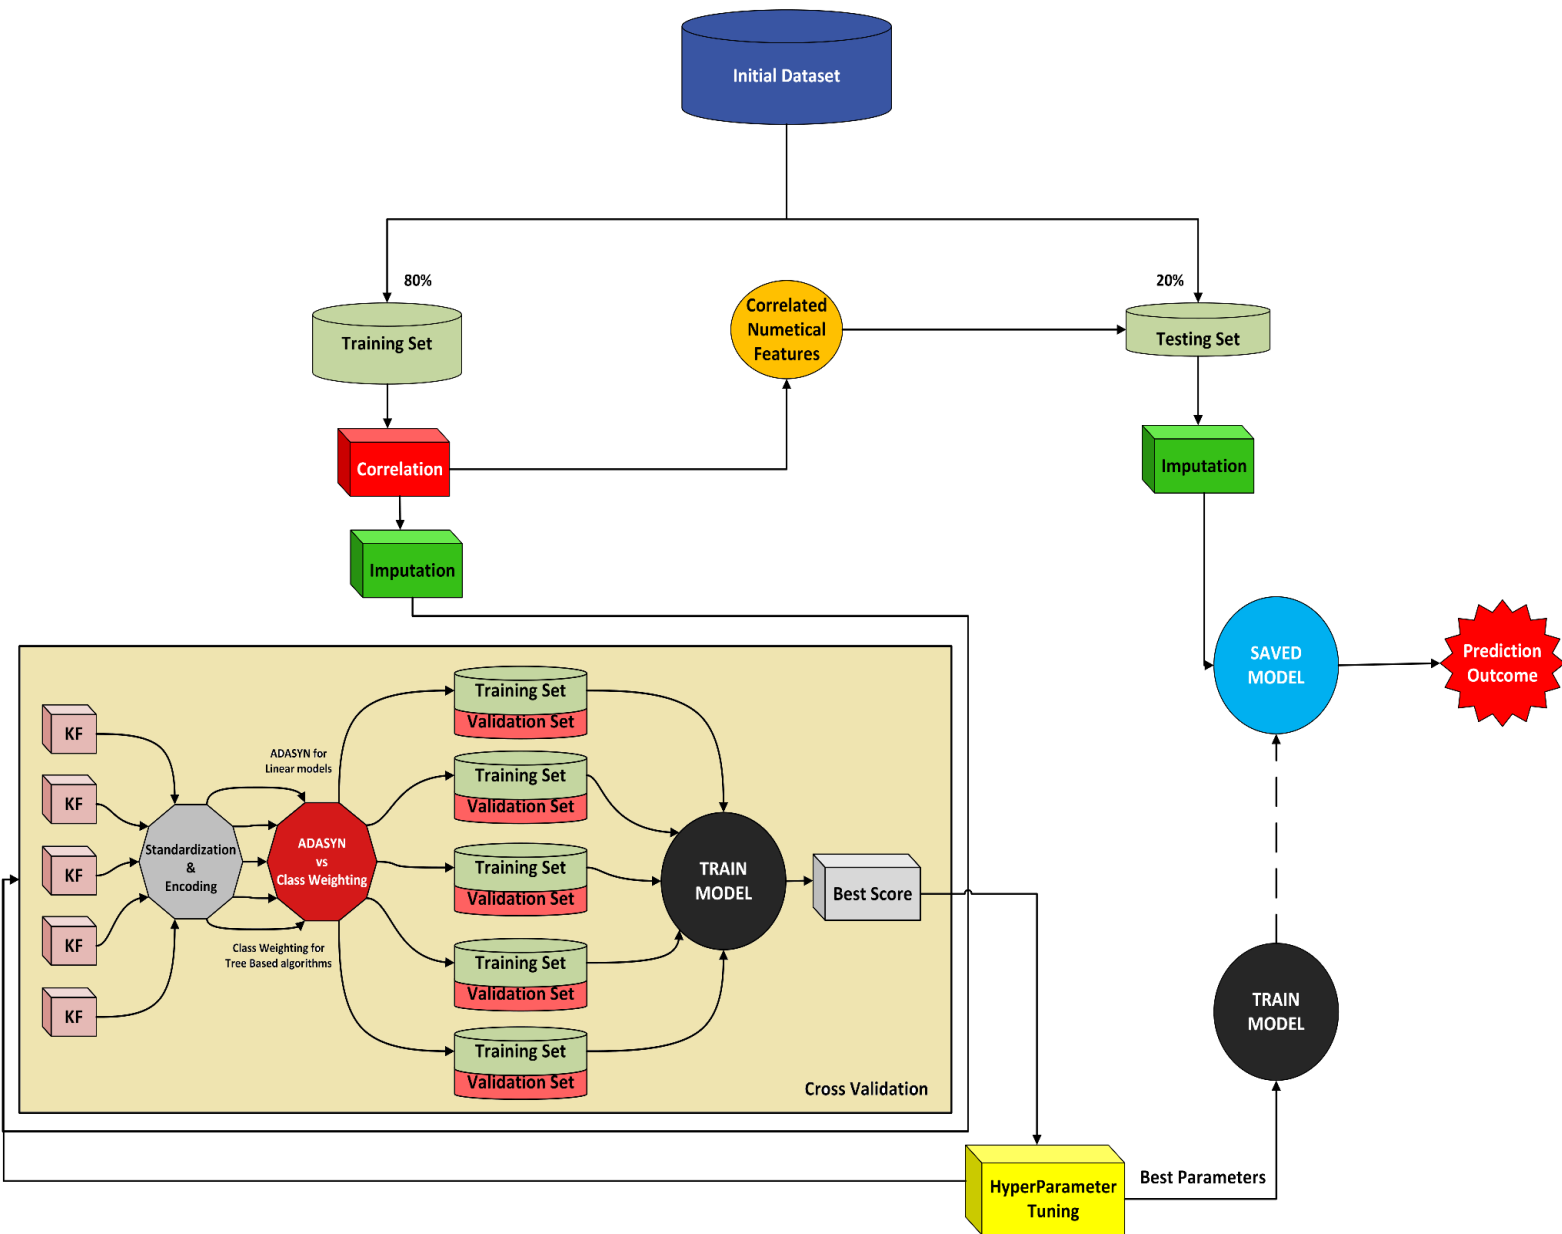 Initial Dataset
80%
20%
Training Set
Correlated
Numetical
Features
Testing Set
Correlation
Imputation
Imputation
SAVED
MODEL
Prediction
Outcome
KF
KF
KF
KF
KF
ADASYN for
Linear models
Standardization
&
Encoding
ADASYN
vs
Class Weighting
Class Weighting for
Tree Based algorithms
Training Set
Validation Set
Training Set
Validation Set
Training Set
Validation Set
Training Set
Validation Set
Training Set
Validation Set
TRAIN
MODEL
Best Score
Cross Validation
TRAIN
MODEL
HyperParameter
Tuning
Best Parameters